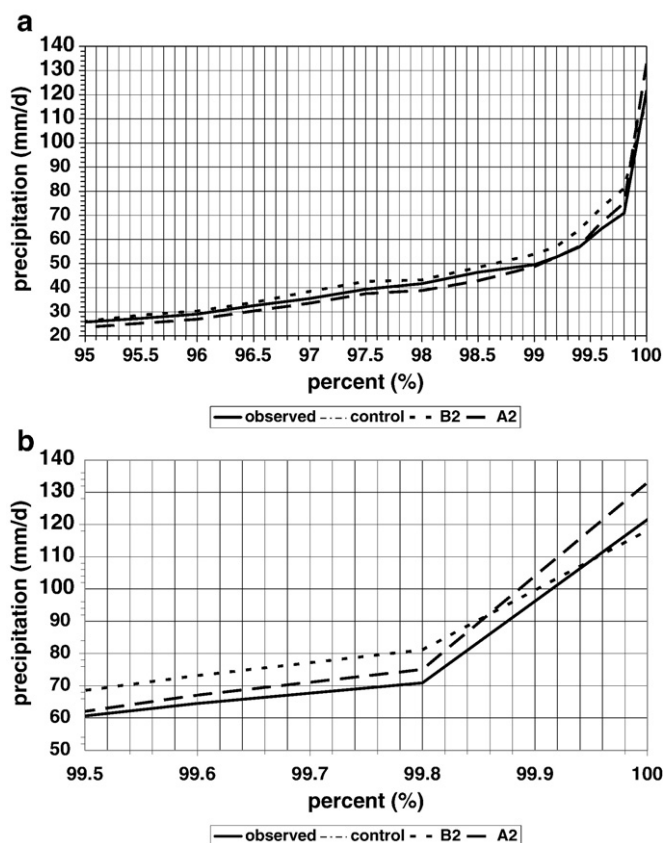 a
140
130
120
110
100
90
80
70
60
50
40
30
20
precipitation (mm/d)
95 95.5 96 96.5 97 97.5 98 98.5 99 99.5 100
percent (%)
observed control B2 A2
b
140
130
120
110
100
90
80
70
60
50
precipitation (mm/d)
99.5 99.6 99.7 99.8 99.9 100
percent (%)
observed control B2 A2